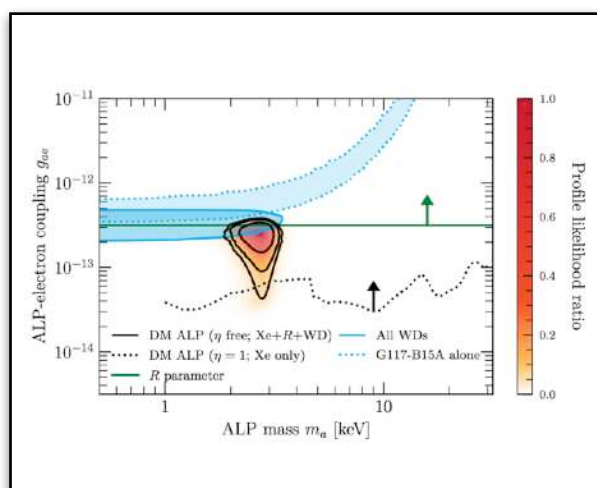 10⁻¹¹
10⁻¹²
10⁻¹³
10⁻¹⁴
ALP-electron coupling g_ae
DM ALP (η free; Xe+R+WD)
DM ALP (η = 1; Xe only)
R parameter
All WDs
G117-B15A alone
1
10
ALP mass m_a [keV]
1.0
0.8
0.6
0.4
0.2
0.0
Profile likelihood ratio